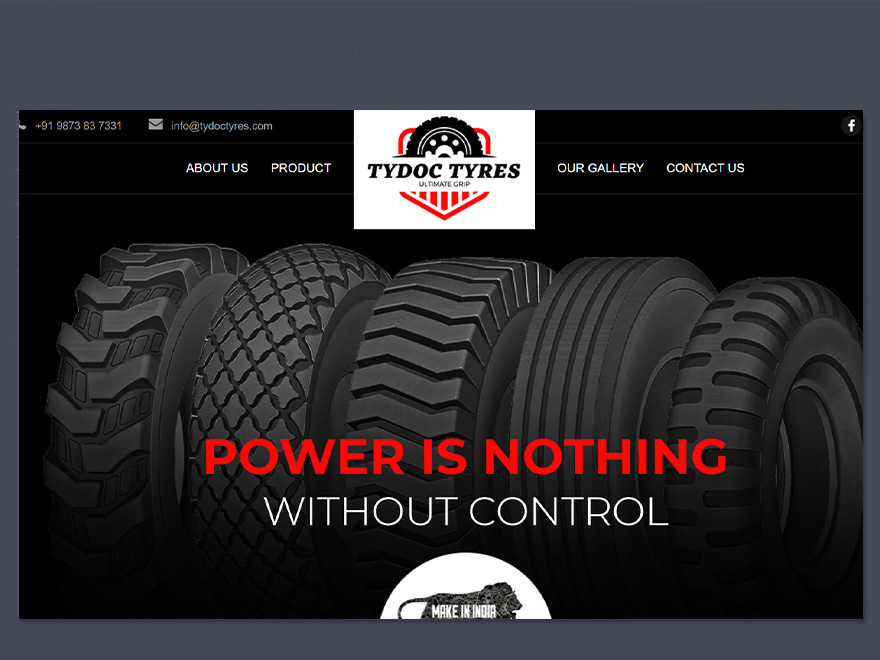 +91 9873 83 7331
info@tydoctyres.com
ABOUT US
PRODUCT
TYDOC TYRES
ULTIMATE GRIP
OUR GALLERY
CONTACT US
POWER IS NOTHING
WITHOUT CONTROL
MAKE IN INDIA